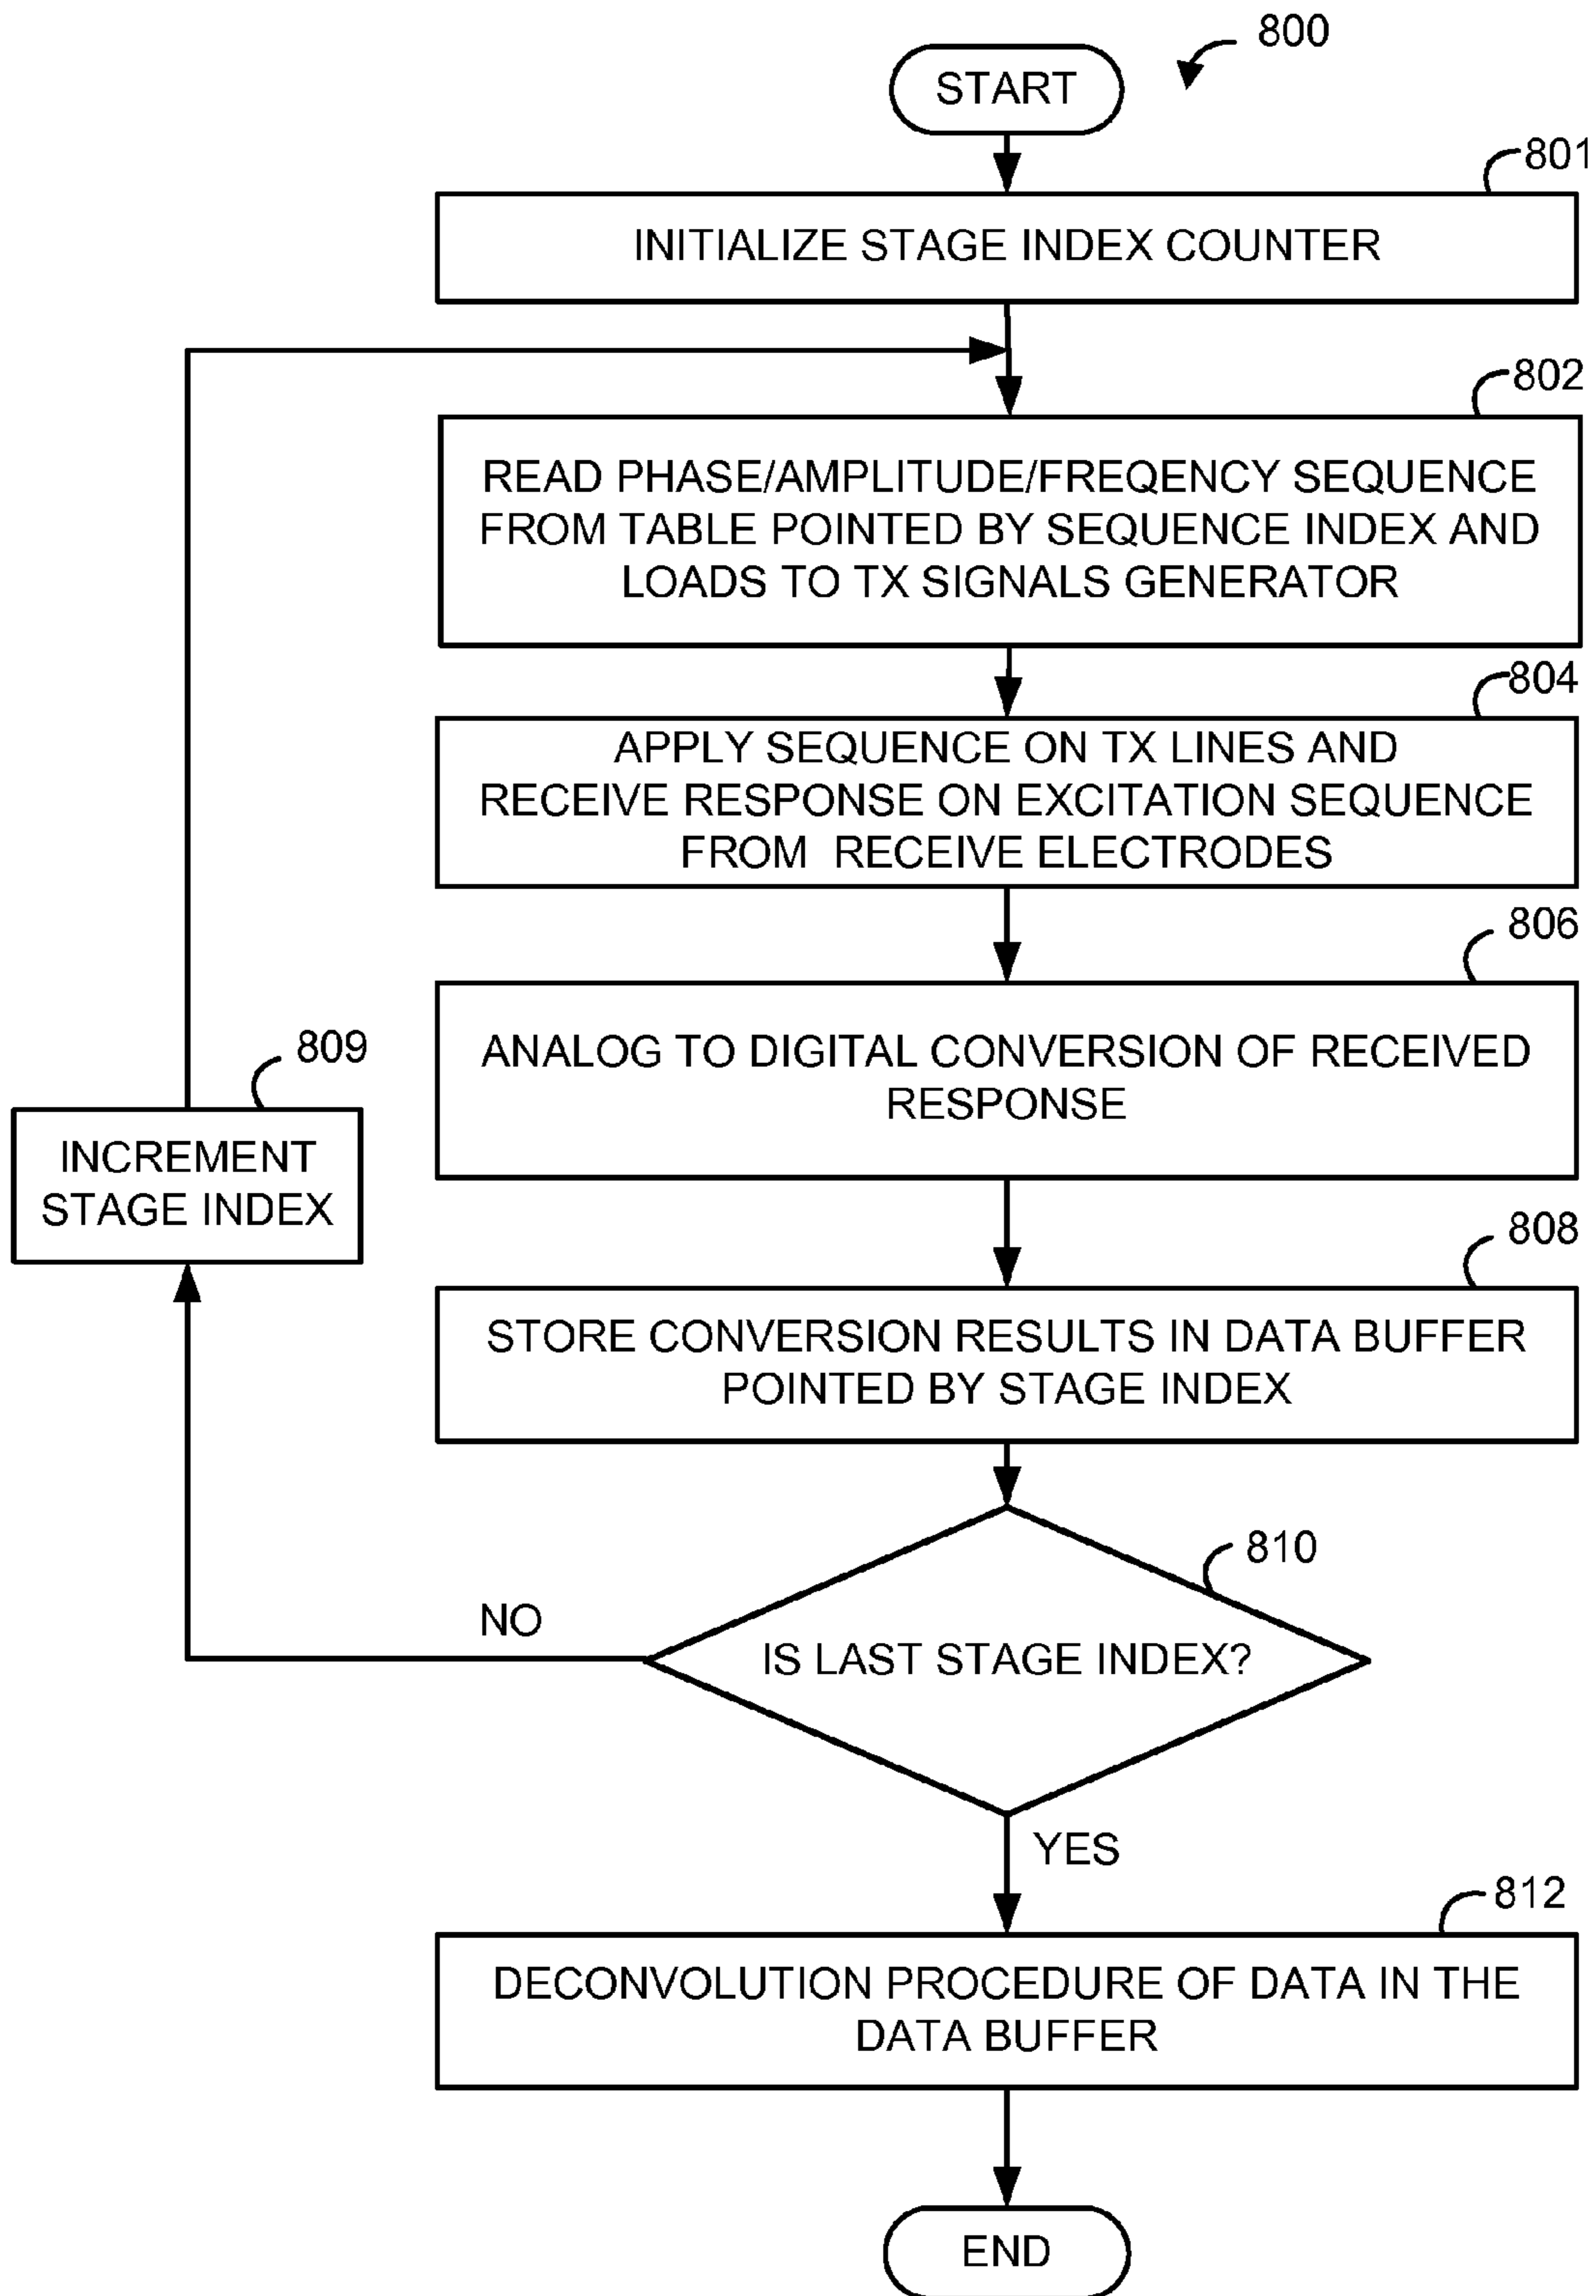 800
START
801
INITIALIZE STAGE INDEX COUNTER
802
READ PHASE/AMPLITUDE/FREQENCY SEQUENCE
FROM TABLE POINTED BY SEQUENCE INDEX AND
LOADS TO TX SIGNALS GENERATOR
804
APPLY SEQUENCE ON TX LINES AND
RECEIVE RESPONSE ON EXCITATION SEQUENCE
FROM RECEIVE ELECTRODES
806
ANALOG TO DIGITAL CONVERSION OF RECEIVED
RESPONSE
809
INCREMENT
STAGE INDEX
808
STORE CONVERSION RESULTS IN DATA BUFFER
POINTED BY STAGE INDEX
810
NO
IS LAST STAGE INDEX?
YES
812
DECONVOLUTION PROCEDURE OF DATA IN THE
DATA BUFFER
END